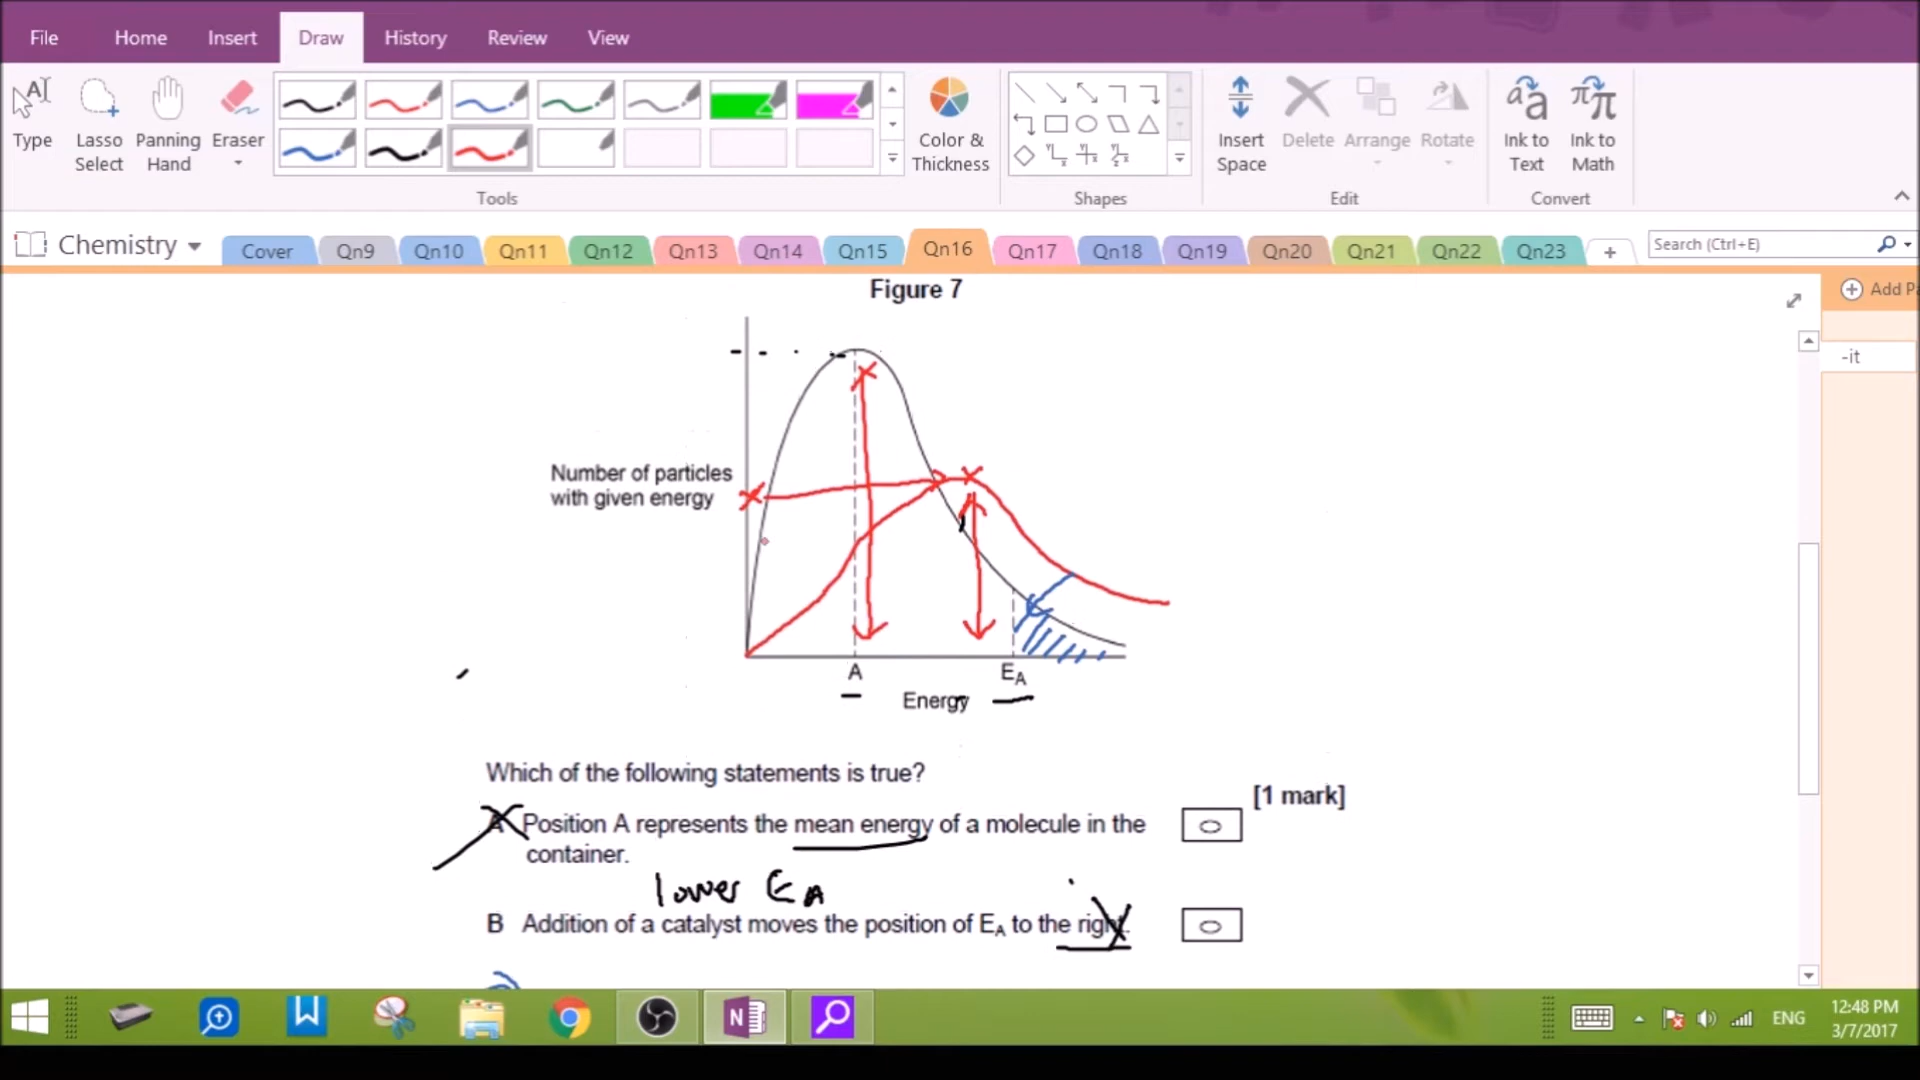 File Home Insert Draw History Review View
Type
Lasso Select
Panning Hand
Eraser
Color & Thickness
Insert Space
Delete
Arrange
Rotate
Ink to Text
Ink to Math
Tools
Shapes
Edit
Convert
Chemistry
Cover Qn9 Qn10 Qn11 Qn12 Qn13 Qn14 Qn15 Qn16 Qn17 Qn18 Qn19 Qn20 Qn21 Qn22 Qn23 +
Search (Ctrl+E)
Add Pa
-it
Figure 7
Number of particles
with given energy
A
EA
Energy
Which of the following statements is true?
[1 mark]
A Position A represents the mean energy of a molecule in the
container.
lower EA
B Addition of a catalyst moves the position of EA to the right.
ENG
12:48 PM
3/7/2017